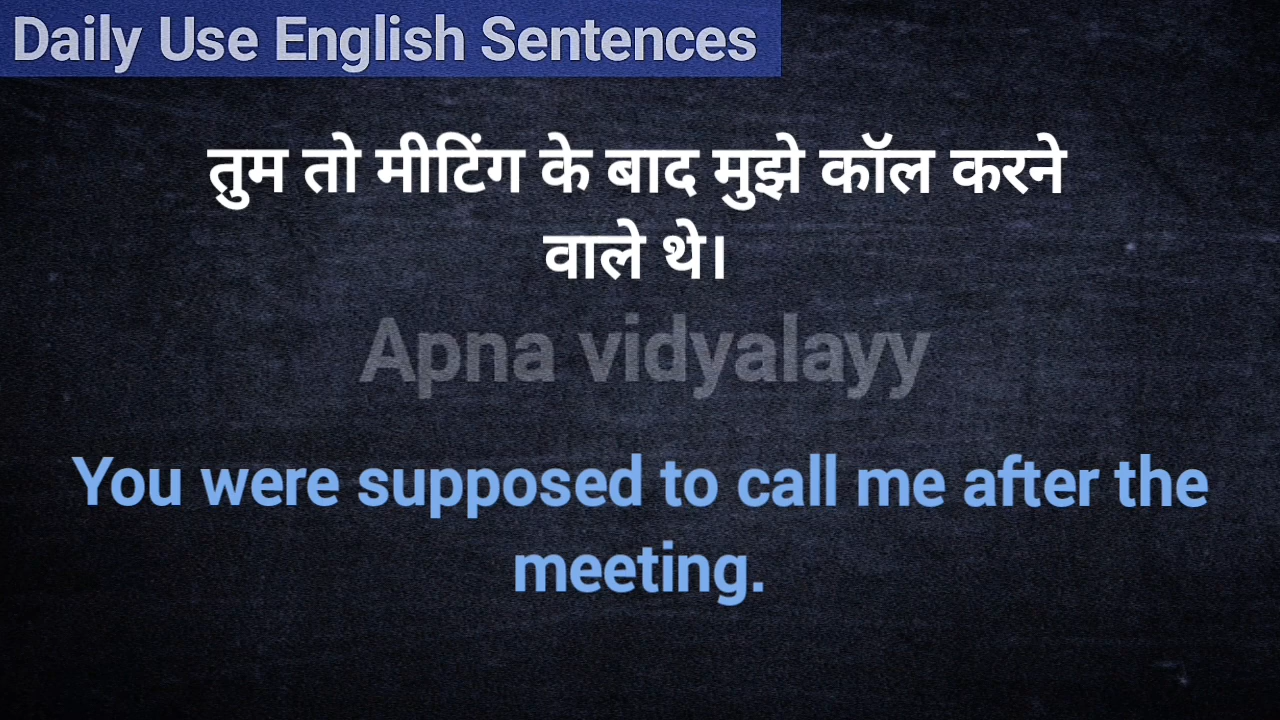 Daily Use English Sentences
तुम तो मीटिंग के बाद मुझे कॉल करने
वाले थे।
Apna vidyalayy
You were supposed to call me after the
meeting.